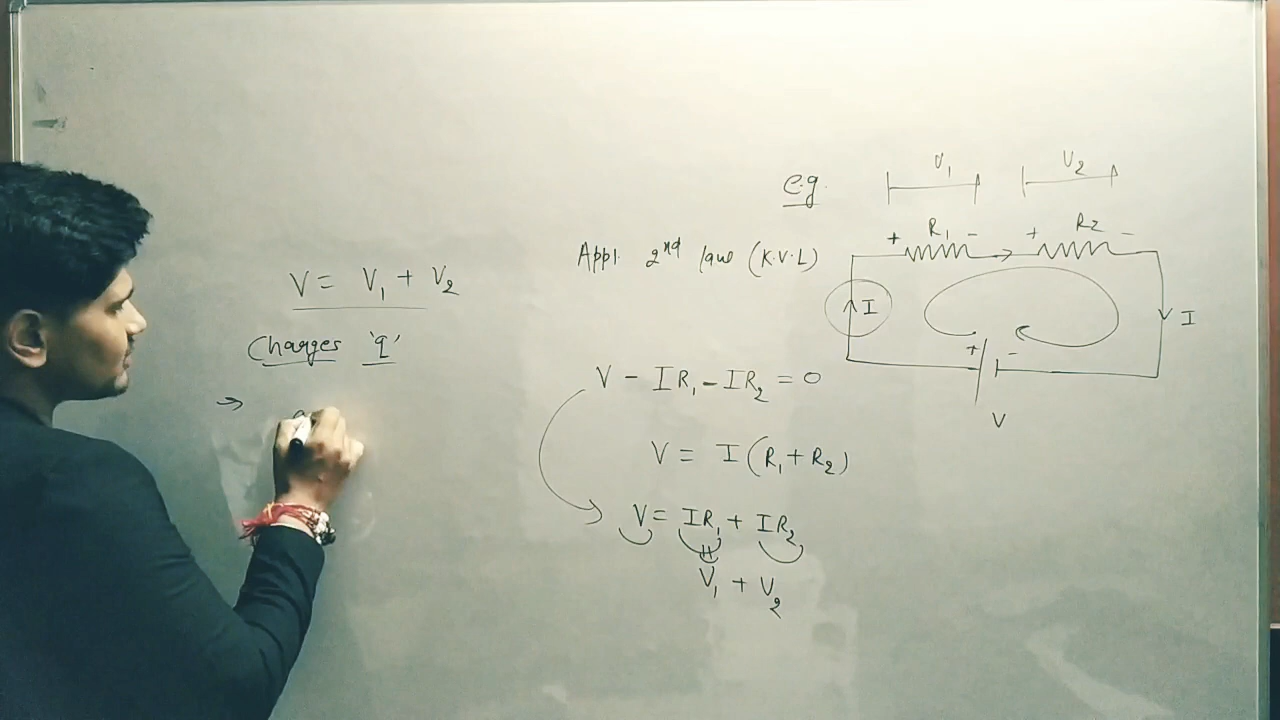 V = V₁ + V₂
Charges 'q'
→
e.g.
Appl. 2nd law (K.V.L)
V - IR₁ - IR₂ = 0
V = I(R₁ + R₂)
V = IR₁ + IR₂
V₁ + V₂
V₁ V₂
+ R₁ - + R₂ -
I I
+ -
V